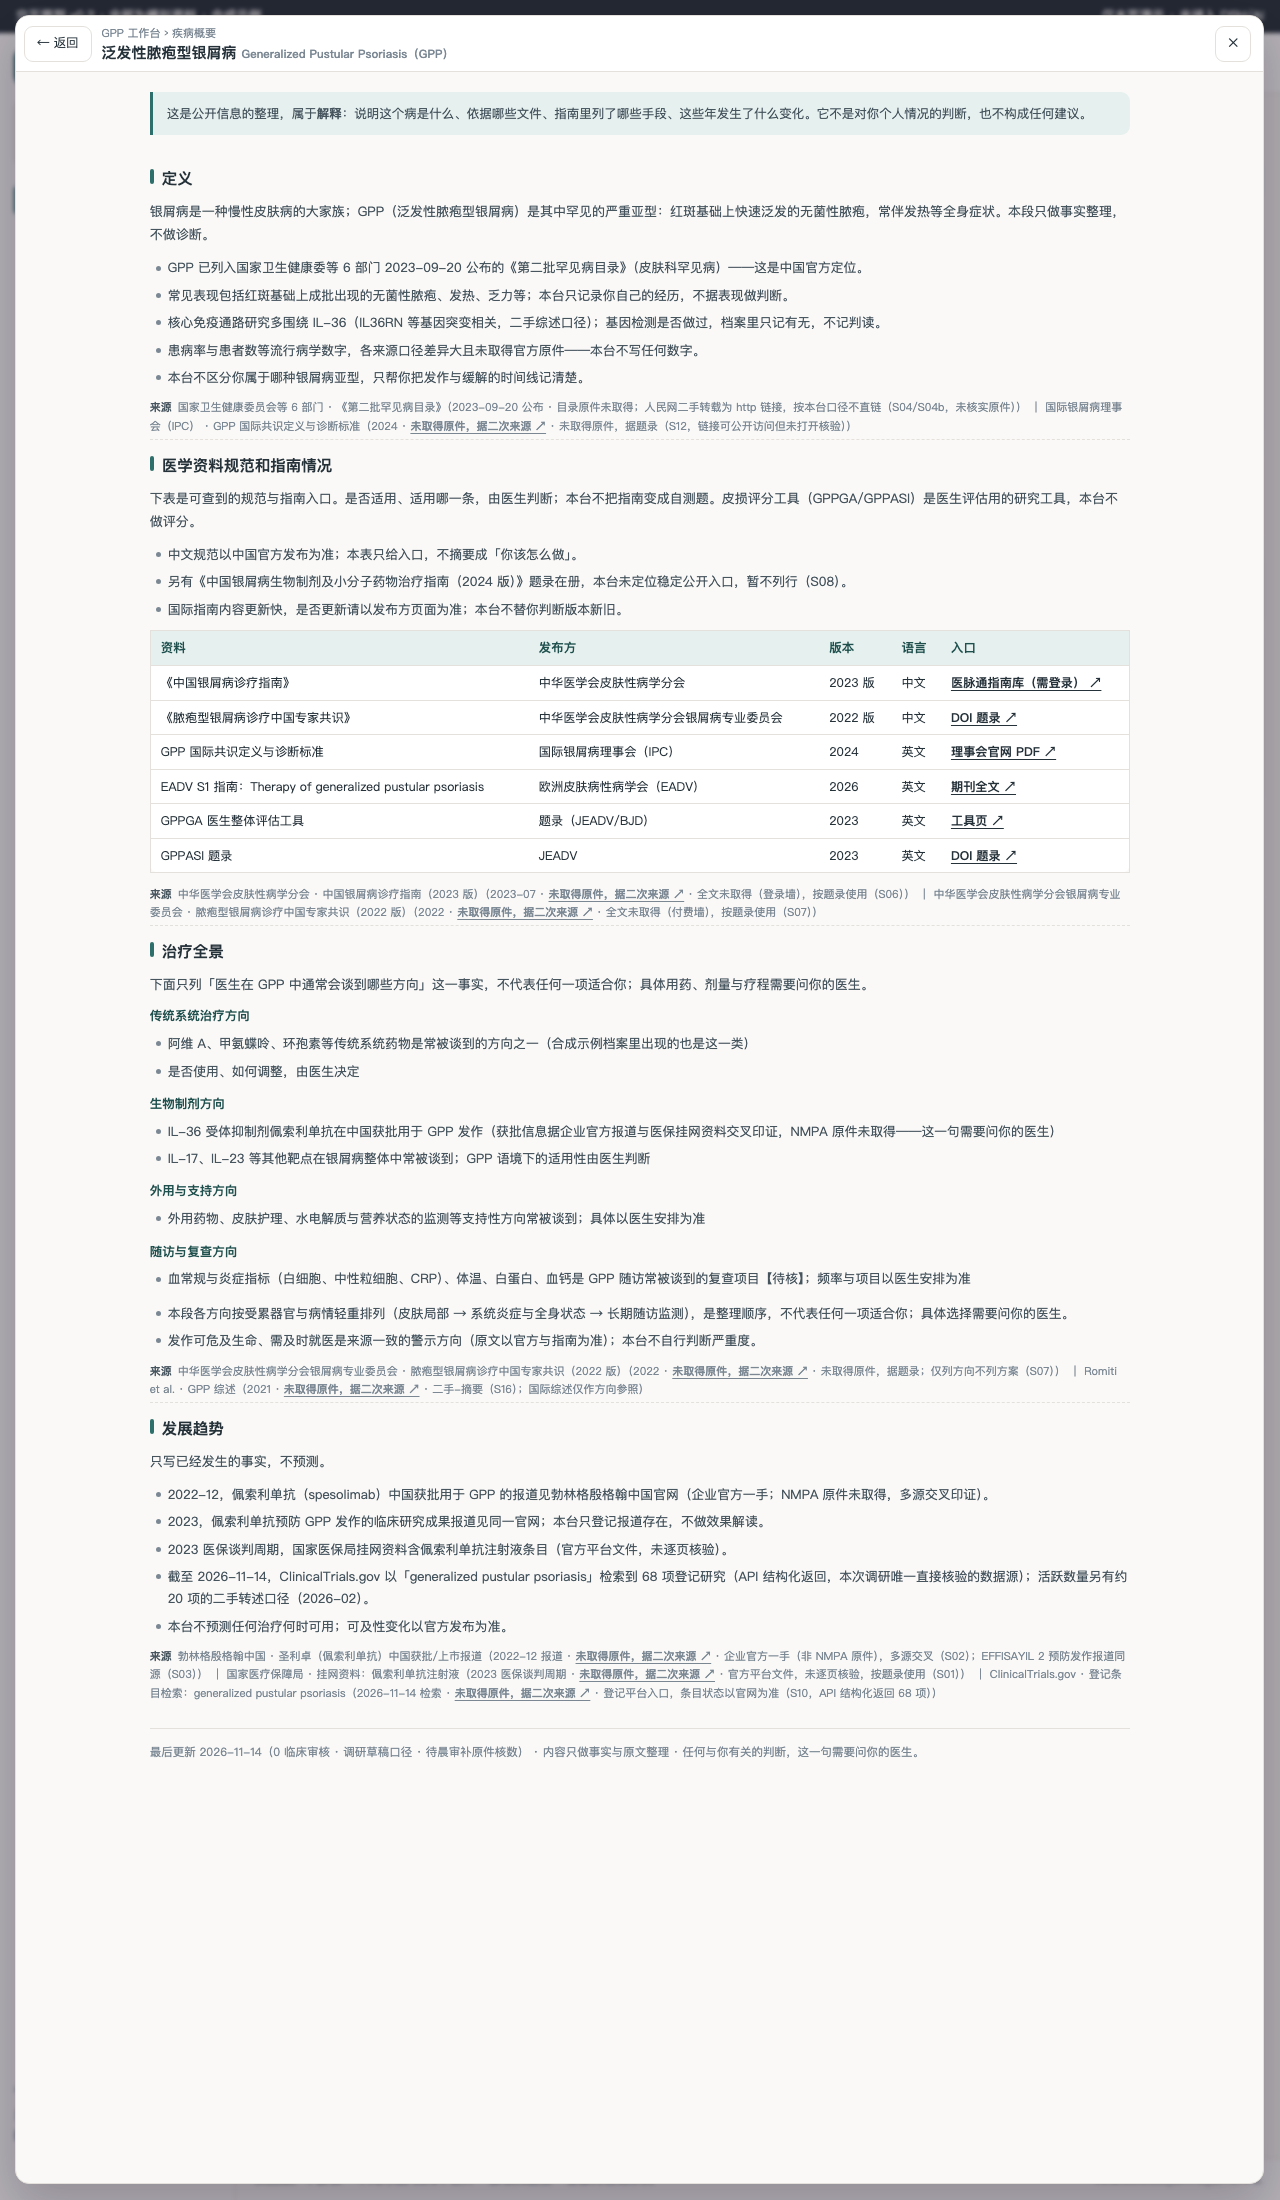 ← 返回
GPP 工作台 › 疾病概要
泛发性脓疱型银屑病 Generalized Pustular Psoriasis（GPP）
×
这是公开信息的整理，属于解释：说明这个病是什么、依据哪些文件、指南里列了哪些手段、这些年发生了什么变化。它不是对你个人情况的判断，也不构成任何建议。
定义
银屑病是一种慢性皮肤病的大家族；GPP（泛发性脓疱型银屑病）是其中罕见的严重亚型：红斑基础上快速泛发的无菌性脓疱，常伴发热等全身症状。本段只做事实整理，
不做诊断。
• GPP 已列入国家卫生健康委等 6 部门 2023-09-20 公布的《第二批罕见病目录》（皮肤科罕见病）——这是中国官方定位。
• 常见表现包括红斑基础上成批出现的无菌性脓疱、发热、乏力等；本台只记录你自己的经历，不据表现做判断。
• 核心免疫通路研究多围绕 IL-36（IL36RN 等基因突变相关，二手综述口径）；基因检测是否做过，档案里只记有无，不记判读。
• 患病率与患者数等流行病学数字，各来源口径差异大且未取得官方原件——本台不写任何数字。
• 本台不区分你属于哪种银屑病亚型，只帮你把发作与缓解的时间线记清楚。
来源 国家卫生健康委员会等 6 部门 · 《第二批罕见病目录》（2023-09-20 公布 · 目录原件未取得；人民网二手转载为 http 链接，按本台口径不直链（S04/S04b，未核实原件）） ｜ 国际银屑病理事
会（IPC） · GPP 国际共识定义与诊断标准（2024 · 未取得原件，据二次来源 ↗ · 未取得原件，据题录（S12，链接可公开访问但未打开核验））
医学资料规范和指南情况
下表是可查到的规范与指南入口。是否适用、适用哪一条，由医生判断；本台不把指南变成自测题。皮损评分工具（GPPGA/GPPASI）是医生评估用的研究工具，本台不
做评分。
• 中文规范以中国官方发布为准；本表只给入口，不摘要成「你该怎么做」。
• 另有《中国银屑病生物制剂及小分子药物治疗指南（2024 版）》题录在册，本台未定位稳定公开入口，暂不列行（S08）。
• 国际指南内容更新快，是否更新请以发布方页面为准；本台不替你判断版本新旧。
资料 发布方 版本 语言 入口
《中国银屑病诊疗指南》 中华医学会皮肤性病学分会 2023 版 中文 医脉通指南库（需登录） ↗
《脓疱型银屑病诊疗中国专家共识》 中华医学会皮肤性病学分会银屑病专业委员会 2022 版 中文 DOI 题录 ↗
GPP 国际共识定义与诊断标准 国际银屑病理事会（IPC） 2024 英文 理事会官网 PDF ↗
EADV S1 指南：Therapy of generalized pustular psoriasis 欧洲皮肤病性病学会（EADV） 2026 英文 期刊全文 ↗
GPPGA 医生整体评估工具 题录（JEADV/BJD） 2023 英文 工具页 ↗
GPPASI 题录 JEADV 2023 英文 DOI 题录 ↗
来源 中华医学会皮肤性病学分会 · 中国银屑病诊疗指南（2023 版）（2023-07 · 未取得原件，据二次来源 ↗ · 全文未取得（登录墙），按题录使用（S06）） ｜ 中华医学会皮肤性病学分会银屑病专业
委员会 · 脓疱型银屑病诊疗中国专家共识（2022 版）（2022 · 未取得原件，据二次来源 ↗ · 全文未取得（付费墙），按题录使用（S07））
治疗全景
下面只列「医生在 GPP 中通常会谈到哪些方向」这一事实，不代表任何一项适合你；具体用药、剂量与疗程需要问你的医生。
传统系统治疗方向
• 阿维 A、甲氨蝶呤、环孢素等传统系统药物是常被谈到的方向之一（合成示例档案里出现的也是这一类）
• 是否使用、如何调整，由医生决定
生物制剂方向
• IL-36 受体抑制剂佩索利单抗在中国获批用于 GPP 发作（获批信息据企业官方报道与医保挂网资料交叉印证，NMPA 原件未取得——这一句需要问你的医生）
• IL-17、IL-23 等其他靶点在银屑病整体中常被谈到；GPP 语境下的适用性由医生判断
外用与支持方向
• 外用药物、皮肤护理、水电解质与营养状态的监测等支持性方向常被谈到；具体以医生安排为准
随访与复查方向
• 血常规与炎症指标（白细胞、中性粒细胞、CRP）、体温、白蛋白、血钙是 GPP 随访常被谈到的复查项目【待核】；频率与项目以医生安排为准
• 本段各方向按受累器官与病情轻重排列（皮肤局部 → 系统炎症与全身状态 → 长期随访监测），是整理顺序，不代表任何一项适合你；具体选择需要问你的医生。
• 发作可危及生命、需及时就医是来源一致的警示方向（原文以官方与指南为准）；本台不自行判断严重度。
来源 中华医学会皮肤性病学分会银屑病专业委员会 · 脓疱型银屑病诊疗中国专家共识（2022 版）（2022 · 未取得原件，据二次来源 ↗ · 未取得原件，据题录；仅列方向不列方案（S07）） ｜ Romiti
et al. · GPP 综述（2021 · 未取得原件，据二次来源 ↗ · 二手-摘要（S16）；国际综述仅作方向参照）
发展趋势
只写已经发生的事实，不预测。
• 2022-12，佩索利单抗（spesolimab）中国获批用于 GPP 的报道见勃林格殷格翰中国官网（企业官方一手；NMPA 原件未取得，多源交叉印证）。
• 2023，佩索利单抗预防 GPP 发作的临床研究成果报道见同一官网；本台只登记报道存在，不做效果解读。
• 2023 医保谈判周期，国家医保局挂网资料含佩索利单抗注射液条目（官方平台文件，未逐页核验）。
• 截至 2026-11-14，ClinicalTrials.gov 以「generalized pustular psoriasis」检索到 68 项登记研究（API 结构化返回，本次调研唯一直接核验的数据源）；活跃数量另有约
20 项的二手转述口径（2026-02）。
• 本台不预测任何治疗何时可用；可及性变化以官方发布为准。
来源 勃林格殷格翰中国 · 圣利卓（佩索利单抗）中国获批/上市报道（2022-12 报道 · 未取得原件，据二次来源 ↗ · 企业官方一手（非 NMPA 原件），多源交叉（S02）；EFFISAYIL 2 预防发作报道同
源（S03）） ｜ 国家医疗保障局 · 挂网资料：佩索利单抗注射液（2023 医保谈判周期 · 未取得原件，据二次来源 ↗ · 官方平台文件，未逐页核验，按题录使用（S01）） ｜ ClinicalTrials.gov · 登记条
目检索：generalized pustular psoriasis（2026-11-14 检索 · 未取得原件，据二次来源 ↗ · 登记平台入口，条目状态以官网为准（S10，API 结构化返回 68 项））
最后更新 2026-11-14（0 临床审核 · 调研草稿口径 · 待晨审补原件核数） · 内容只做事实与原文整理 · 任何与你有关的判断，这一句需要问你的医生。